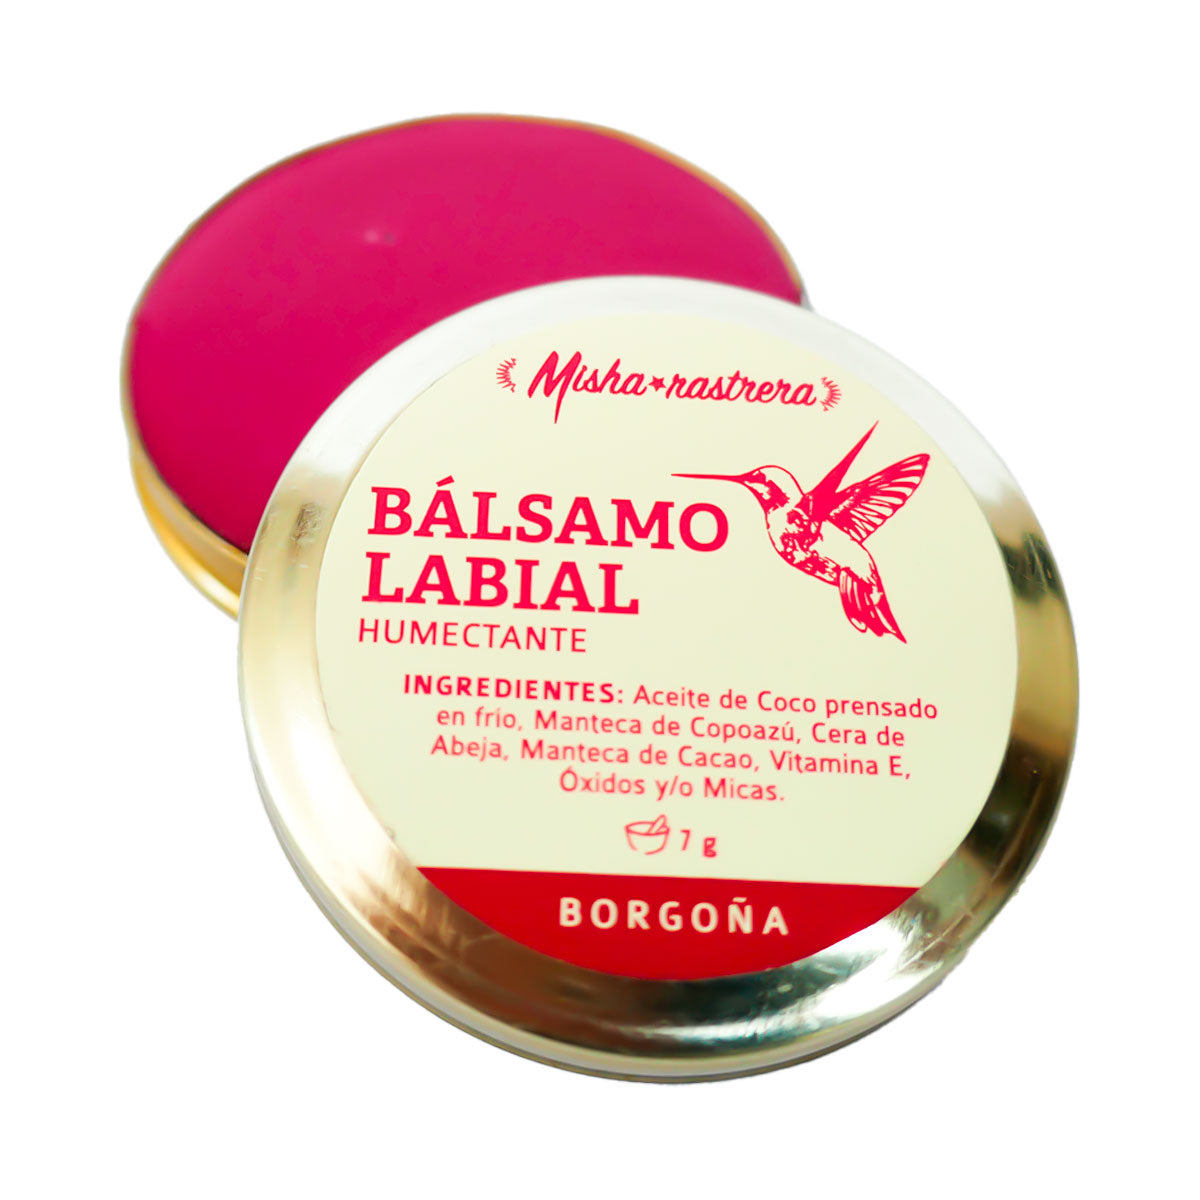 Misha★rastrera
BÁLSAMO
LABIAL
HUMECTANTE
INGREDIENTES: Aceite de Coco prensado
en frío, Manteca de Copoazú, Cera de
Abeja, Manteca de Cacao, Vitamina E,
Óxidos y/o Micas.
7 g
BORGOÑA